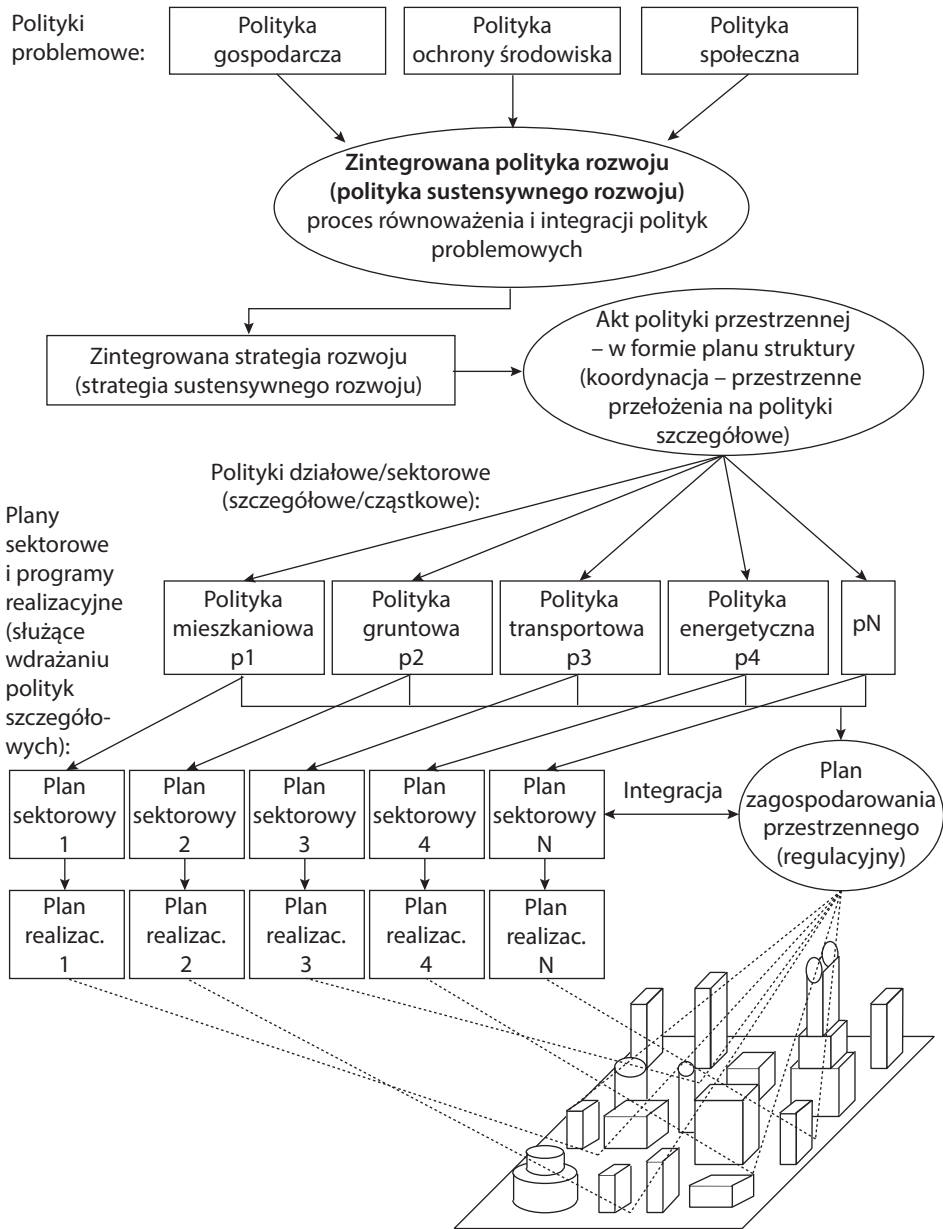 Polityki
problemowe:
Polityka
gospodarcza
Polityka
ochrony środowiska
Polityka
społeczna
Zintegrowana polityka rozwoju
(polityka sustensywnego rozwoju)
proces równoważenia i integracji polityk
problemowych
Zintegrowana strategia rozwoju
(strategia sustensywnego rozwoju)
Akt polityki przestrzennej
– w formie planu struktury
(koordynacja – przestrzenne
przełożenia na polityki
szczegółowe)
Polityki działowe/sektorowe
(szczegółowe/cząstkowe):
Plany
sektorowe
i programy
realizacyjne
(służące
wdrażaniu
polityk
szczegóło-
wych):
Polityka
mieszkaniowa
p1
Polityka
gruntowa
p2
Polityka
transportowa
p3
Polityka
energetyczna
p4
pN
Plan
sektorowy
1
Plan
sektorowy
2
Plan
sektorowy
3
Plan
sektorowy
4
Plan
sektorowy
N
Integracja
Plan
zagospodarowania
przestrzennego
(regulacyjny)
Plan
realizac.
1
Plan
realizac.
2
Plan
realizac.
3
Plan
realizac.
4
Plan
realizac.
N